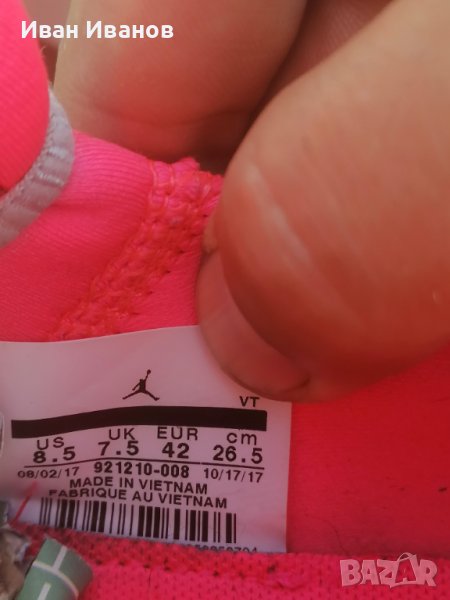 Иван Иванов
VT
US UK EUR cm
8.5 7.5 42 26.5
08/02/17 921210-008 10/17/17
MADE IN VIETNAM
FABRIQUE AU VIETNAM
BAZAR